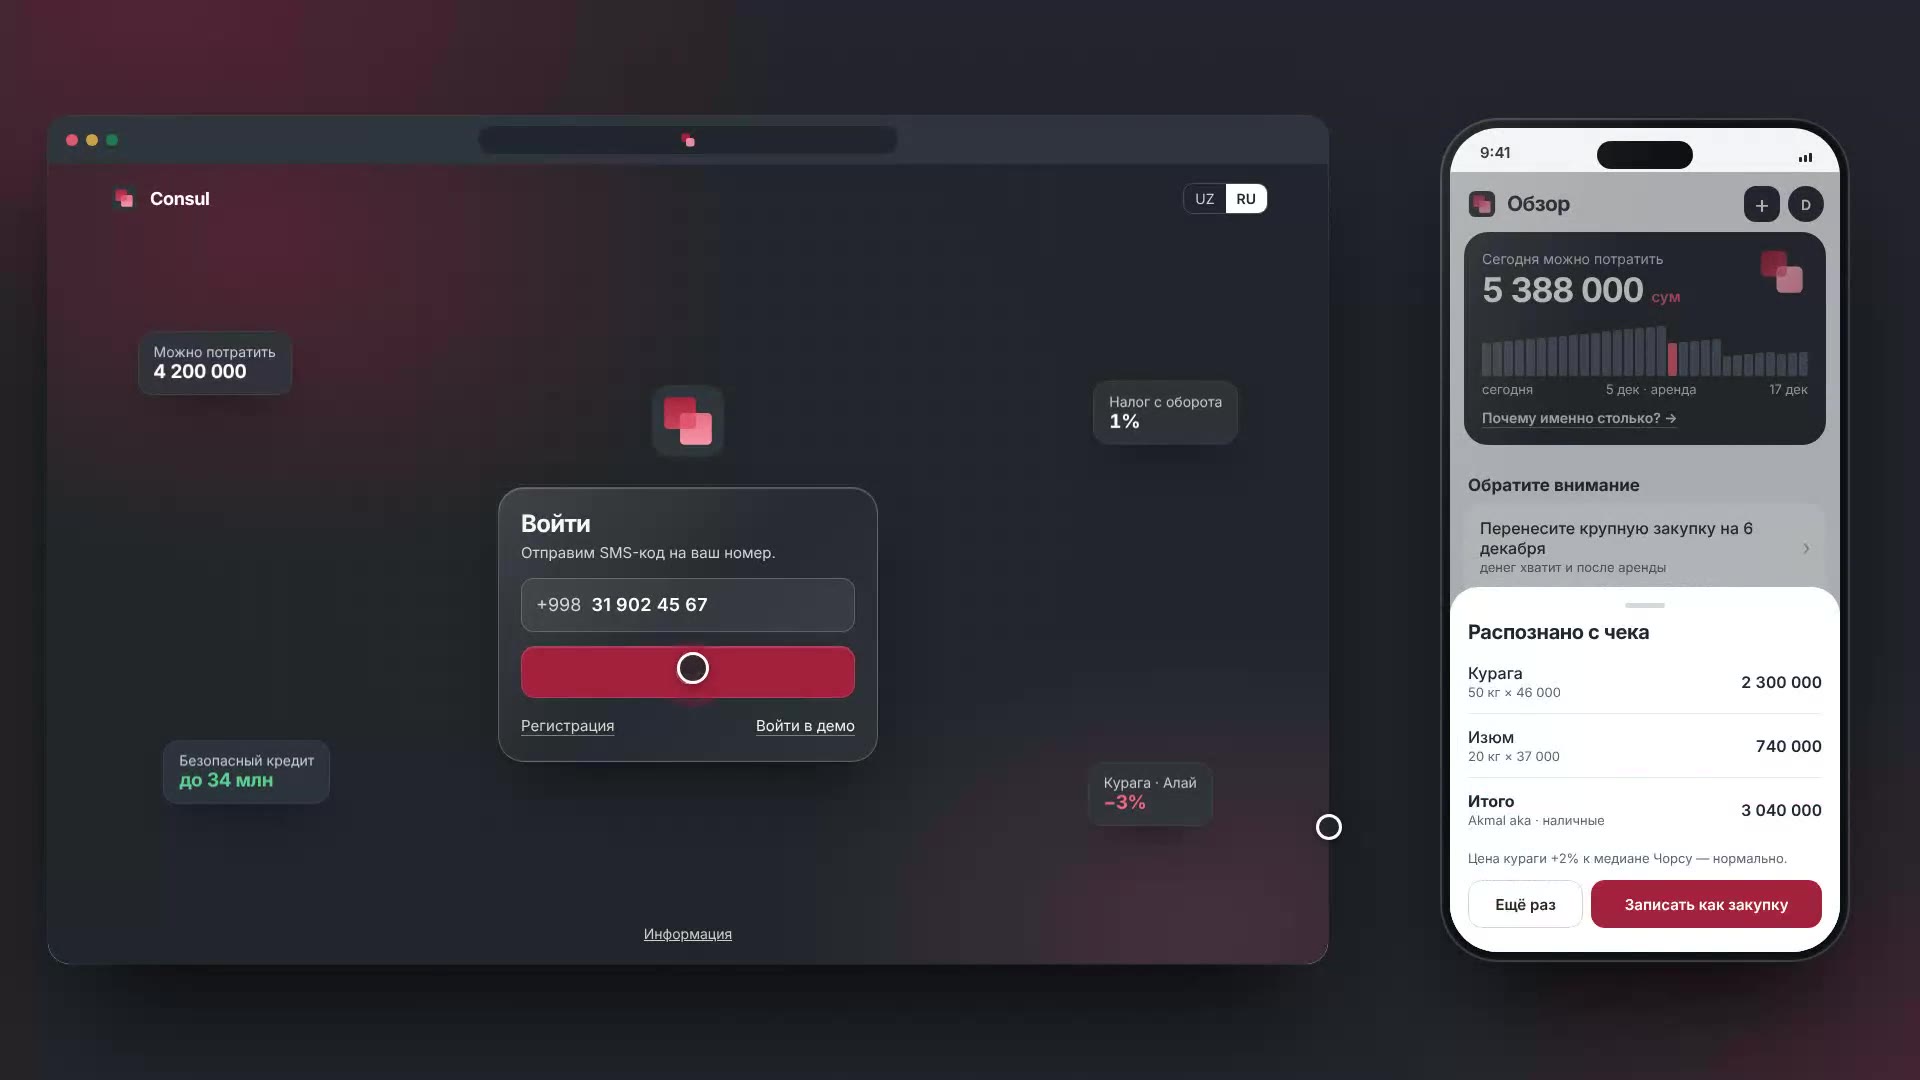 Consul
UZ
RU
Можно потратить
4 200 000
Налог с оборота
1%
Войти
Отправим SMS-код на ваш номер.
+998 31 902 45 67
Регистрация
Войти в демо
Безопасный кредит
до 34 млн
Курага · Алай
−3%
Информация
9:41
Обзор
+
D
Сегодня можно потратить
5 388 000 сум
сегодня
5 дек · аренда
17 дек
Почему именно столько? →
Обратите внимание
Перенесите крупную закупку на 6
декабря
денег хватит и после аренды
Распознано с чека
Курага
50 кг × 46 000
2 300 000
Изюм
20 кг × 37 000
740 000
Итого
Akmal aka · наличные
3 040 000
Цена кураги +2% к медиане Чорсу — нормально.
Ещё раз
Записать как закупку